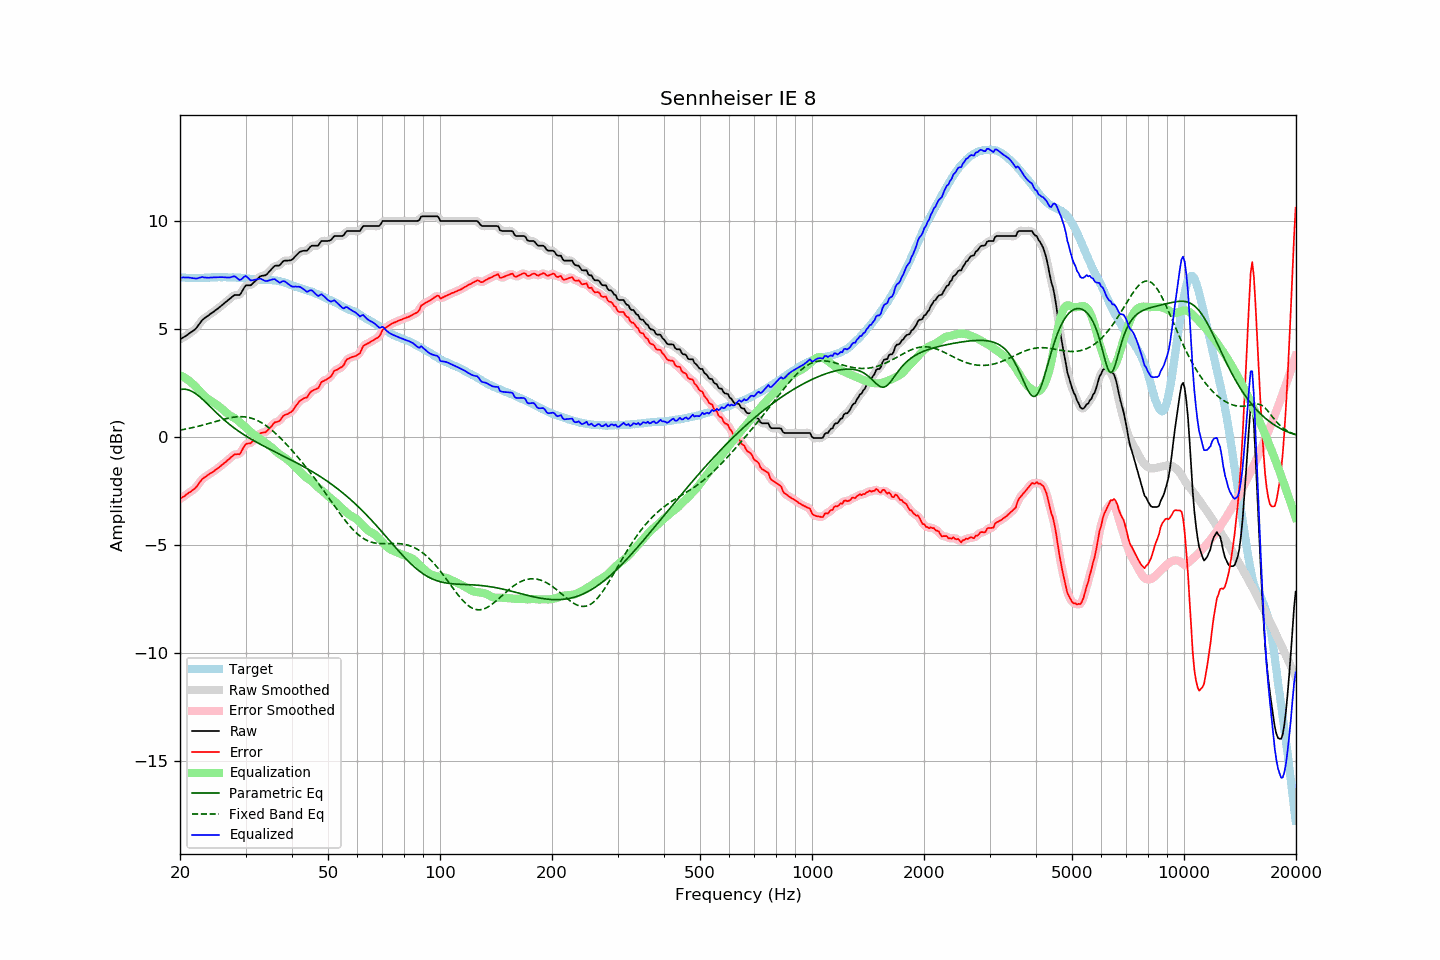 Sennheiser IE 8
Amplitude (dBr)
10
5
0
−5
−10
−15
Target
Raw Smoothed
Error Smoothed
Raw
Error
Equalization
Parametric Eq
Fixed Band Eq
Equalized
20 50 100 200 500 1000 2000 5000 10000 20000
Frequency (Hz)